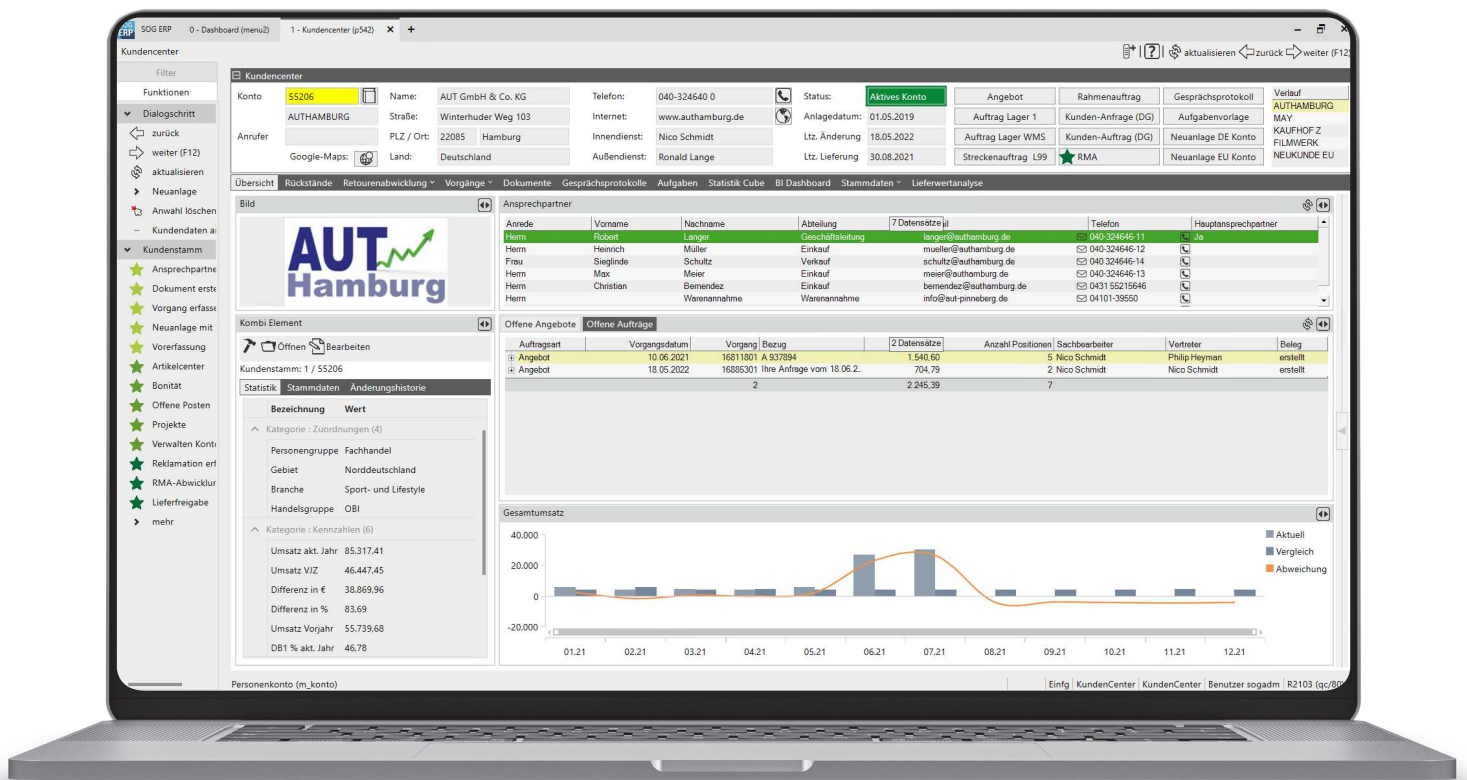 SOG ERP 0 - Dashboard (menu2) 1 - Kundencenter (p542)
Kundencenter aktualisieren zurück weiter (F12)
Filter
Funktionen
Dialogschritt
zurück
weiter (F12)
aktualisieren
Neuanlage
Anwahl löschen
Kundendaten a
Kundenstamm
Ansprechpartne
Dokument erste
Vorgang erfasse
Neuanlage mit
Vorerfassung
Artikelcenter
Bonität
Offene Posten
Projekte
Verwalten Konte
Reklamation erf
RMA-Abwicklur
Lieferfreigabe
mehr
Kundencenter
Konto 55206 Name: AUT GmbH & Co. KG Telefon: 040-324640 0 Status: Aktives Konto Angebot Rahmenauftrag Gesprächsprotokoll
AUTHAMBURG Straße: Winterhuder Weg 103 Internet: www.authamburg.de Anlagedatum: 01.05.2019 Auftrag Lager 1 Kunden-Anfrage (DG) Aufgabenvorlage
Anrufer PLZ / Ort: 22085 Hamburg Innendienst: Nico Schmidt Ltz. Änderung 18.05.2022 Auftrag Lager WMS Kunden-Auftrag (DG) Neuanlage DE Konto
Google-Maps: Land: Deutschland Außendienst: Ronald Lange Ltz. Lieferung 30.08.2021 Streckenauftrag L99 RMA Neuanlage EU Konto
Verlauf
AUTHAMBURG
MAY
KAUFHOF Z
FILMWERK
NEUKUNDE EU
Übersicht Rückstände Retourenabwicklung Vorgänge Dokumente Gesprächsprotokolle Aufgaben Statistik Cube BI Dashboard Stammdaten Lieferwertanalyse
Bild
AUT
Hamburg
Ansprechpartner
Anrede Vorname Nachname Abteilung 7 Datensätze il Telefon Hauptansprechpartner
Herrn Robert Langer Geschäftsleitung langer@authamburg.de 040-324646-11 Ja
Herrn Heinrich Müller Einkauf mueller@authamburg.de 040-324646-12
Frau Sieglinde Schultz Verkauf schultz@authamburg.de 040 324646-14
Herrn Max Meier Einkauf meier@authamburg.de 040-324646-13
Herrn Christian Bernendez Einkauf bernendez@authamburg.de 0431 55215646
Herrn Warenannahme Warenannahme info@aut-pinneberg.de 04101-39550
Kombi Element
Öffnen Bearbeiten
Kundenstamm: 1 / 55206
Statistik Stammdaten Änderungshistorie
Bezeichnung Wert
Kategorie : Zuordnungen (4)
Personengruppe Fachhandel
Gebiet Norddeutschland
Branche Sport- und Lifestyle
Handelsgruppe OBI
Kategorie : Kennzahlen (6)
Umsatz akt. Jahr 85.317,41
Umsatz VJZ 46.447,45
Differenz in € 38.869,96
Differenz in % 83,69
Umsatz Vorjahr 55.739,68
DB1 % akt. Jahr 46,78
Offene Angebote Offene Aufträge
Auftragsart Vorgangsdatum Vorgang Bezug 2 Datensätze Anzahl Positionen Sachbearbeiter Vertreter Beleg
Angebot 10.06.2021 16811801 A 937894 1.540,60 5 Nico Schmidt Philip Heyman erstellt
Angebot 18.05.2022 16885301 Ihre Anfrage vom 18.06.2... 704,79 2 Nico Schmidt Nico Schmidt erstellt
2 2.245,39 7
Gesamtumsatz
40.000
20.000
0
-20.000
01.21 02.21 03.21 04.21 05.21 06.21 07.21 08.21 09.21 10.21 11.21 12.21
Aktuell
Vergleich
Abweichung
Personenkonto (m_konto) Einfg KundenCenter KundenCenter Benutzer sogadm R2103 (qc/80)